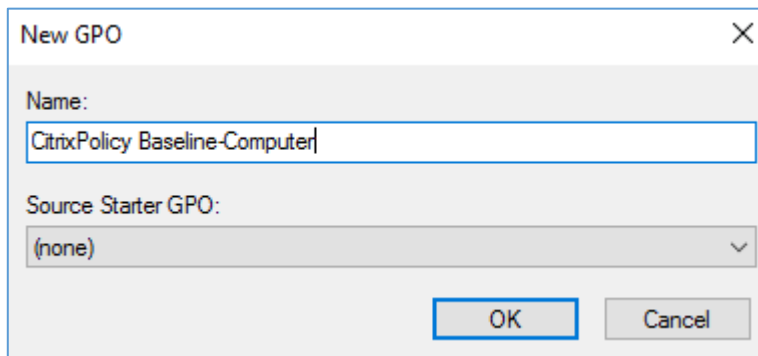 New GPO
Name:
CitrixPolicy Baseline-Computer
Source Starter GPO:
(none)
OK Cancel